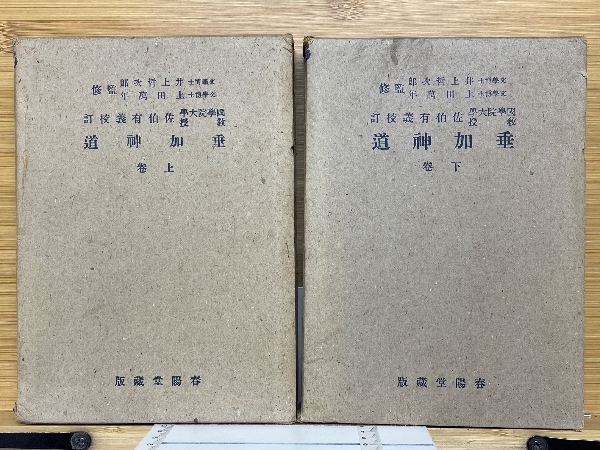 文學博士井上哲次郎
文學博士上田萬年
監修
國學院大學教授佐伯有義校訂
垂加神道
上卷
春陽堂藏版
文學博士井上哲次郎
文學博士上田萬年
監修
國學院大學教授佐伯有義校訂
垂加神道
下卷
春陽堂藏版